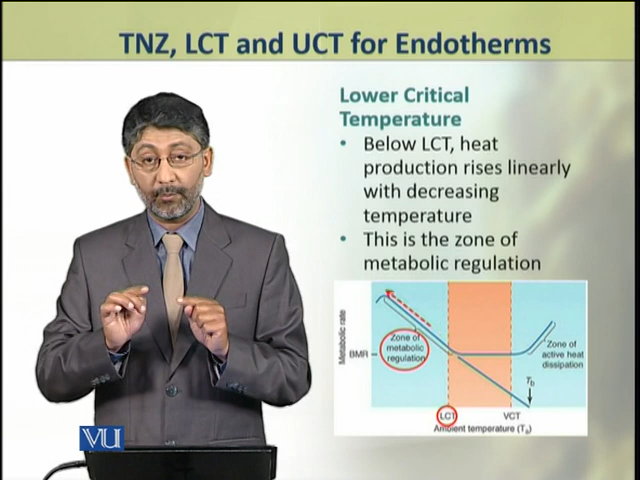 TNZ, LCT and UCT for Endotherms
Lower Critical
Temperature
• Below LCT, heat
production rises linearly
with decreasing
temperature
• This is the zone of
metabolic regulation
Metabolic rate
BMR
Zone of
metabolic
regulation
Zone of
active heat
dissipation
Tb
LCT
VCT
Ambient temperature (Ta)
VU